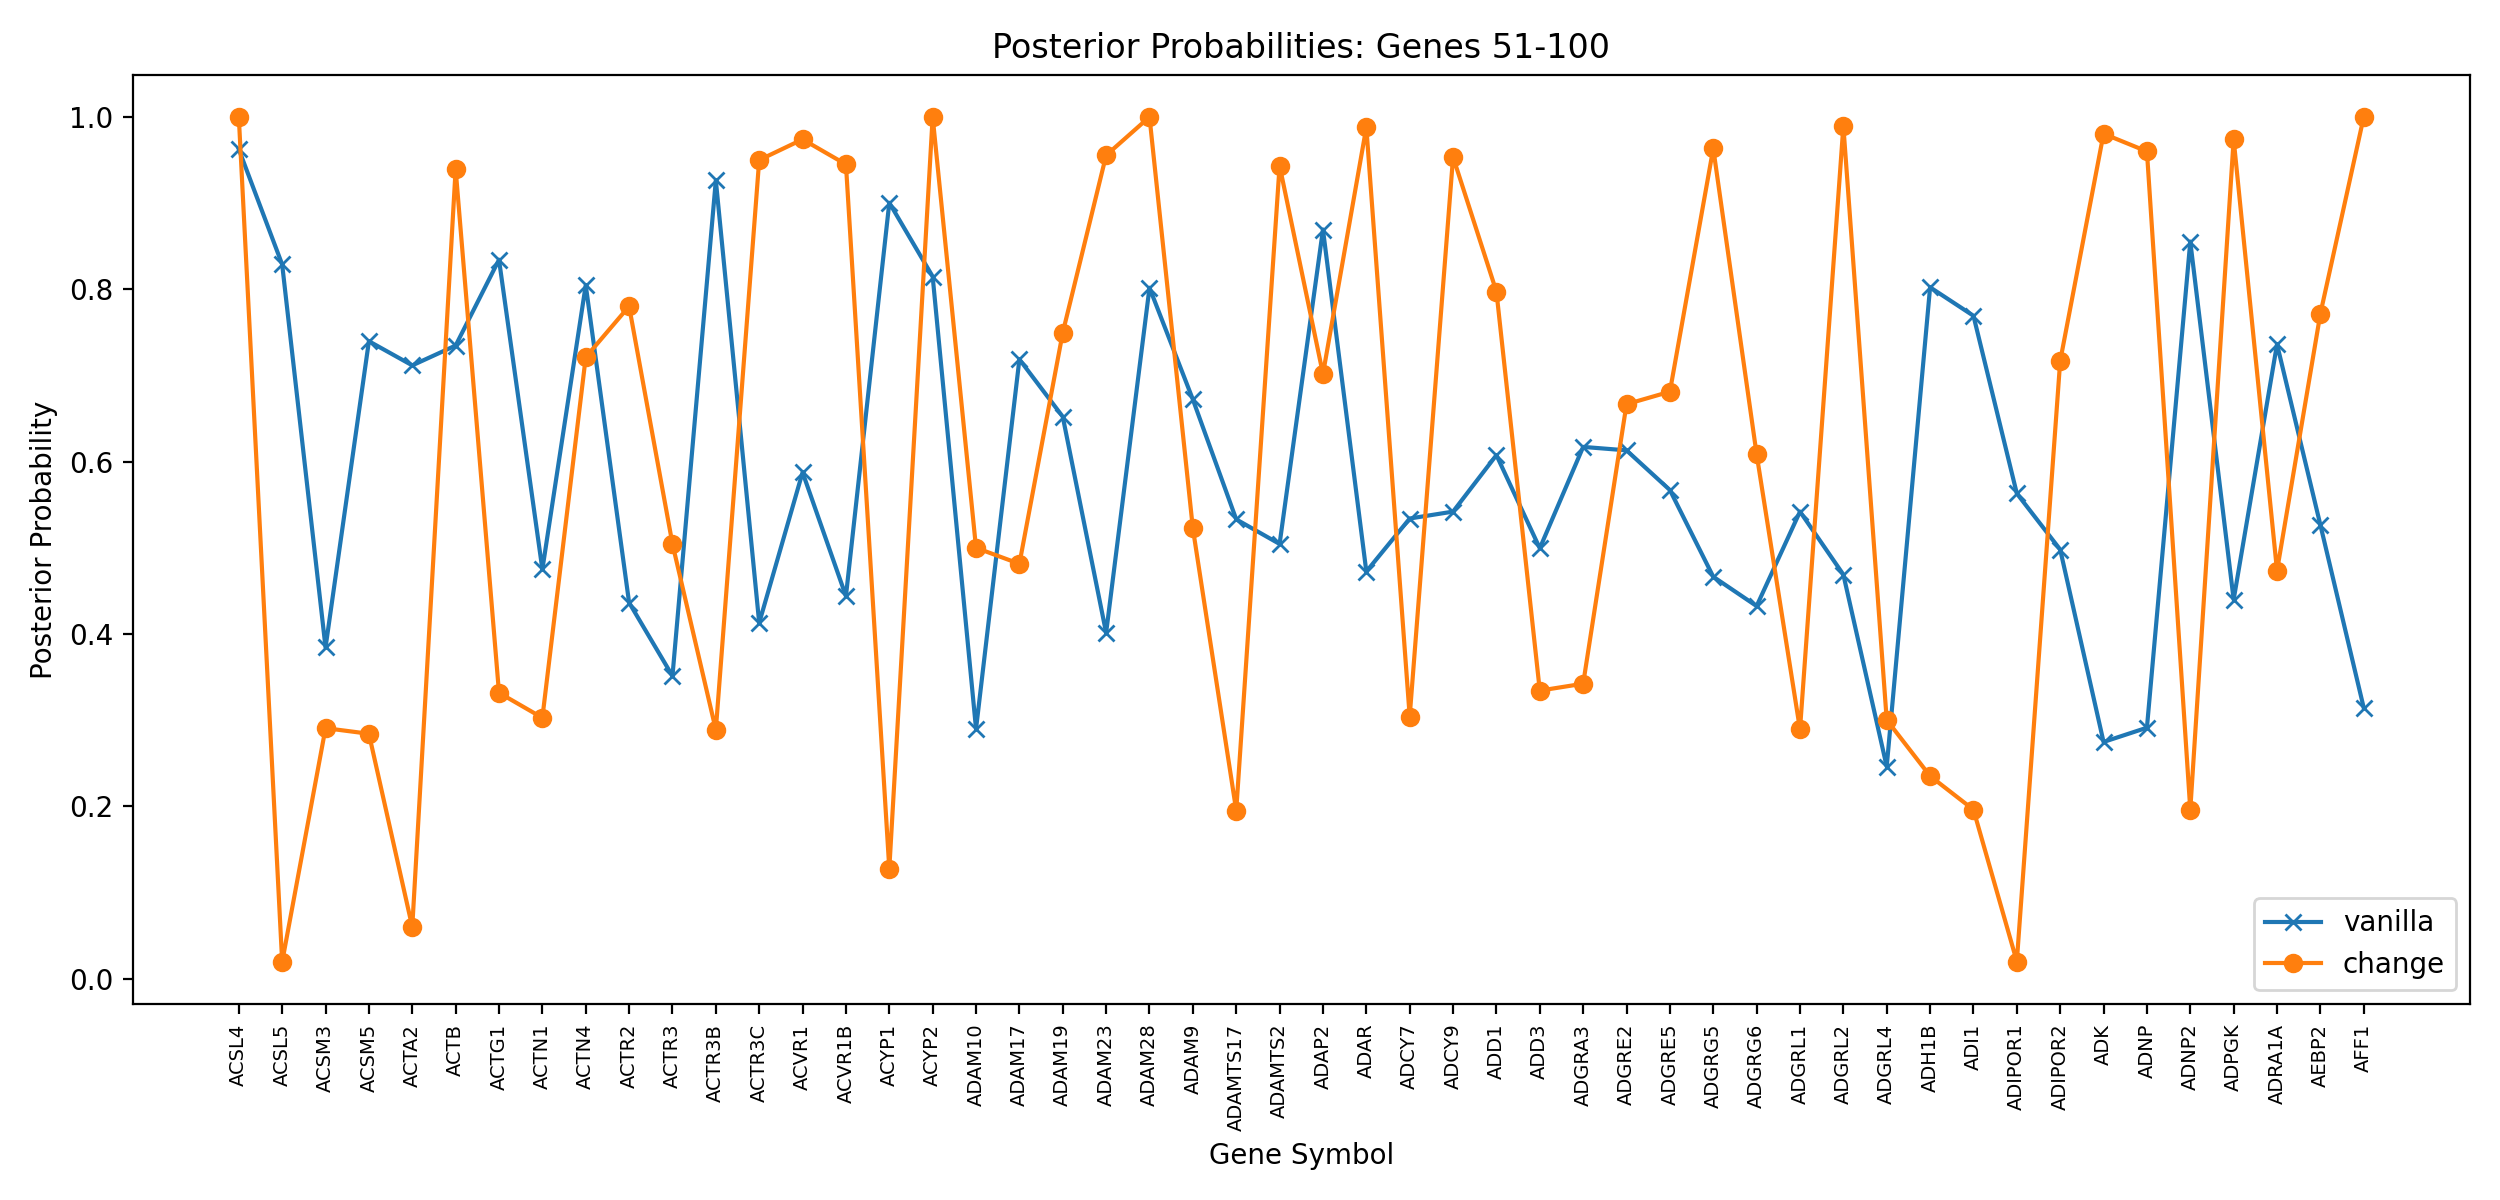 Posterior Probabilities: Genes 51-100
Posterior Probability
1.0
0.8
0.6
0.4
0.2
0.0
vanilla
change
ACSL4
ACSL5
ACSM3
ACSM5
ACTA2
ACTB
ACTG1
ACTN1
ACTN4
ACTR2
ACTR3
ACTR3B
ACTR3C
ACVR1
ACVR1B
ACYP1
ACYP2
ADAM10
ADAM17
ADAM19
ADAM23
ADAM28
ADAM9
ADAMTS17
ADAMTS2
ADAP2
ADAR
ADCY7
ADCY9
ADD1
ADD3
ADGRA3
ADGRE2
ADGRE5
ADGRG5
ADGRG6
ADGRL1
ADGRL2
ADGRL4
ADH1B
ADI1
ADIPOR1
ADIPOR2
ADK
ADNP
ADNP2
ADPGK
ADRA1A
AEBP2
AFF1
Gene Symbol